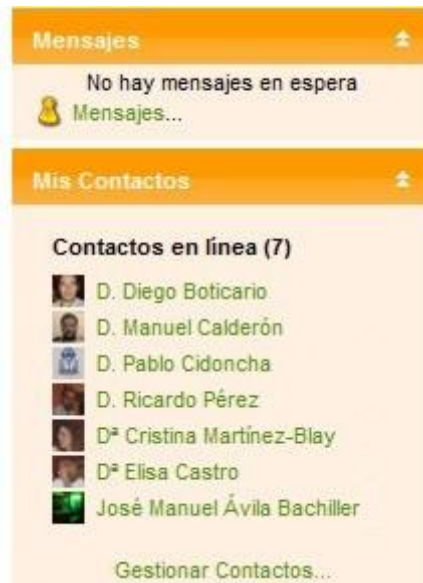 Mensajes
No hay mensajes en espera
Mensajes...
Mis Contactos
Contactos en línea (7)
D. Diego Boticario
D. Manuel Calderón
D. Pablo Cidoncha
D. Ricardo Pérez
Dª Cristina Martínez-Blay
Dª Elisa Castro
José Manuel Ávila Bachiller
Gestionar Contactos...